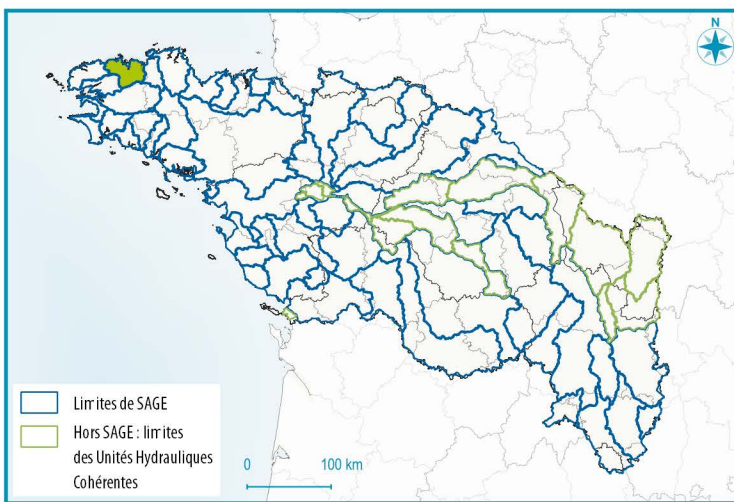 N
Limites de SAGE
Hors SAGE : limites
des Unités Hydrauliques
Cohérentes
0 100 km